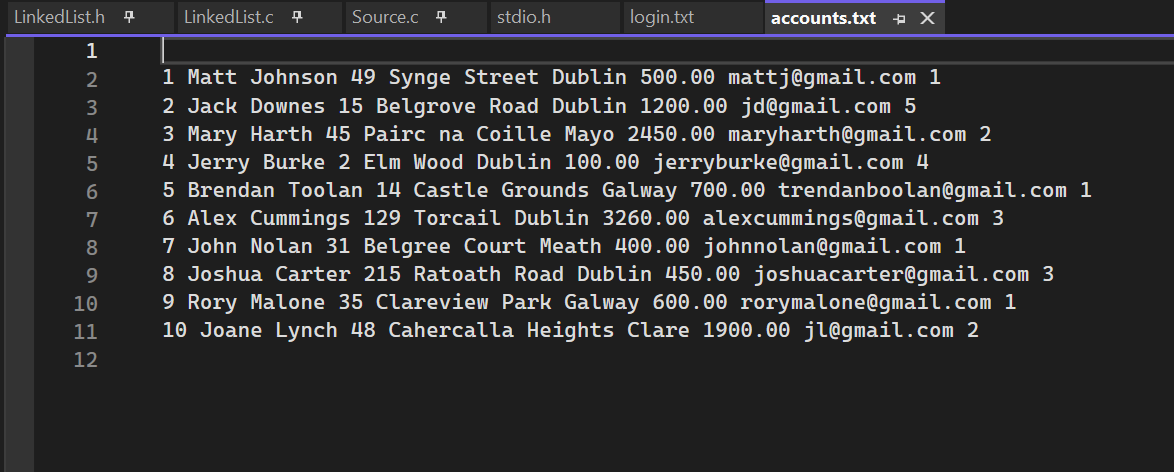 LinkedList.h LinkedList.c Source.c stdio.h login.txt accounts.txt
1
2 1 Matt Johnson 49 Synge Street Dublin 500.00 mattj@gmail.com 1
3 2 Jack Downes 15 Belgrove Road Dublin 1200.00 jd@gmail.com 5
4 3 Mary Harth 45 Pairc na Coille Mayo 2450.00 maryharth@gmail.com 2
5 4 Jerry Burke 2 Elm Wood Dublin 100.00 jerryburke@gmail.com 4
6 5 Brendan Toolan 14 Castle Grounds Galway 700.00 trendanboolan@gmail.com 1
7 6 Alex Cummings 129 Torcail Dublin 3260.00 alexcummings@gmail.com 3
8 7 John Nolan 31 Belgree Court Meath 400.00 johnnolan@gmail.com 1
9 8 Joshua Carter 215 Ratoath Road Dublin 450.00 joshuacarter@gmail.com 3
10 9 Rory Malone 35 Clareview Park Galway 600.00 rorymalone@gmail.com 1
11 10 Joane Lynch 48 Cahercalla Heights Clare 1900.00 jl@gmail.com 2
12